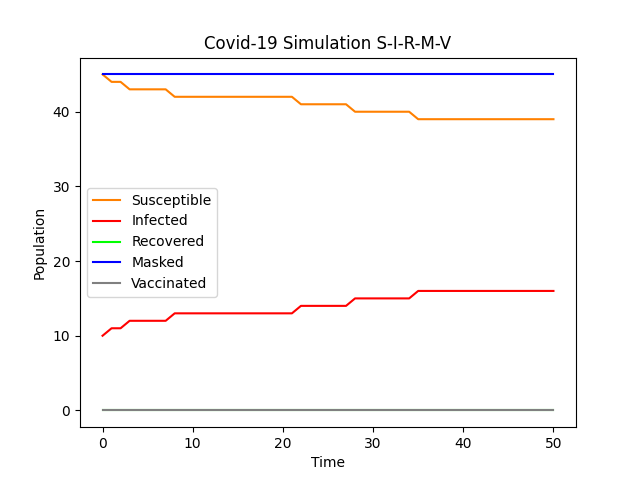 Covid-19 Simulation S-I-R-M-V
Population
40
30
20
10
0
Susceptible
Infected
Recovered
Masked
Vaccinated
0 10 20 30 40 50
Time